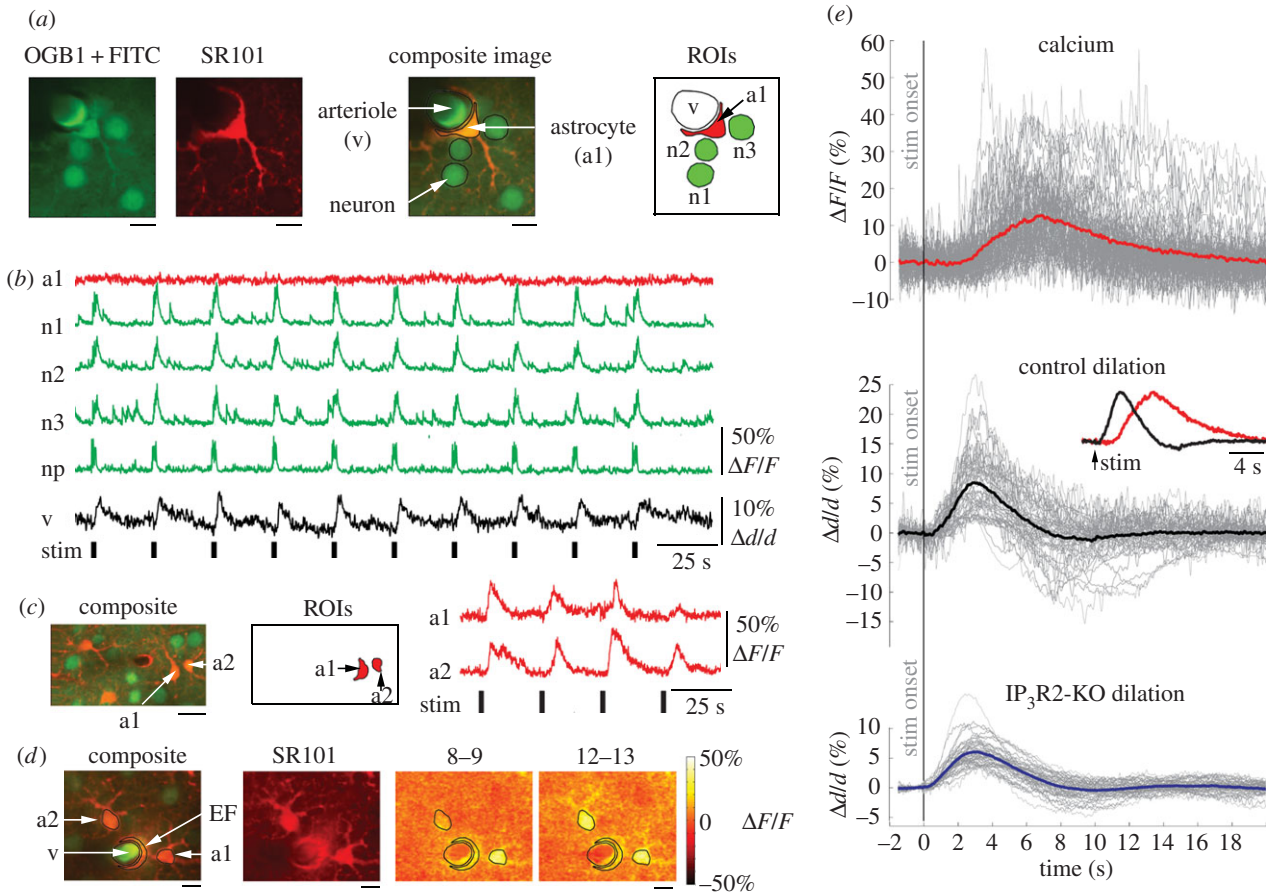 (a)
OGB1 + FITC
SR101
composite image
ROIs
arteriole
(v)
astrocyte
(a1)
neuron
v
a1
n2
n3
n1
(b)
a1
n1
n2
n3
np
50%
ΔF/F
v
10%
Δd/d
stim
25 s
(c)
composite
ROIs
a2
a1
a1
a2
a1
a2
50%
ΔF/F
stim
25 s
(d)
composite
SR101
8–9
12–13
a2
EF
v
a1
50%
0
ΔF/F
–50%
(e)
calcium
stim onset
ΔF/F (%)
60
50
40
30
20
10
0
–10
control dilation
stim onset
Δd/d (%)
25
20
15
10
5
0
–5
–10
–15
stim
4 s
IP3R2-KO dilation
stim onset
Δd/d (%)
10
5
0
–5
–2 0 2 4 6 8 10 12 14 16 18
time (s)